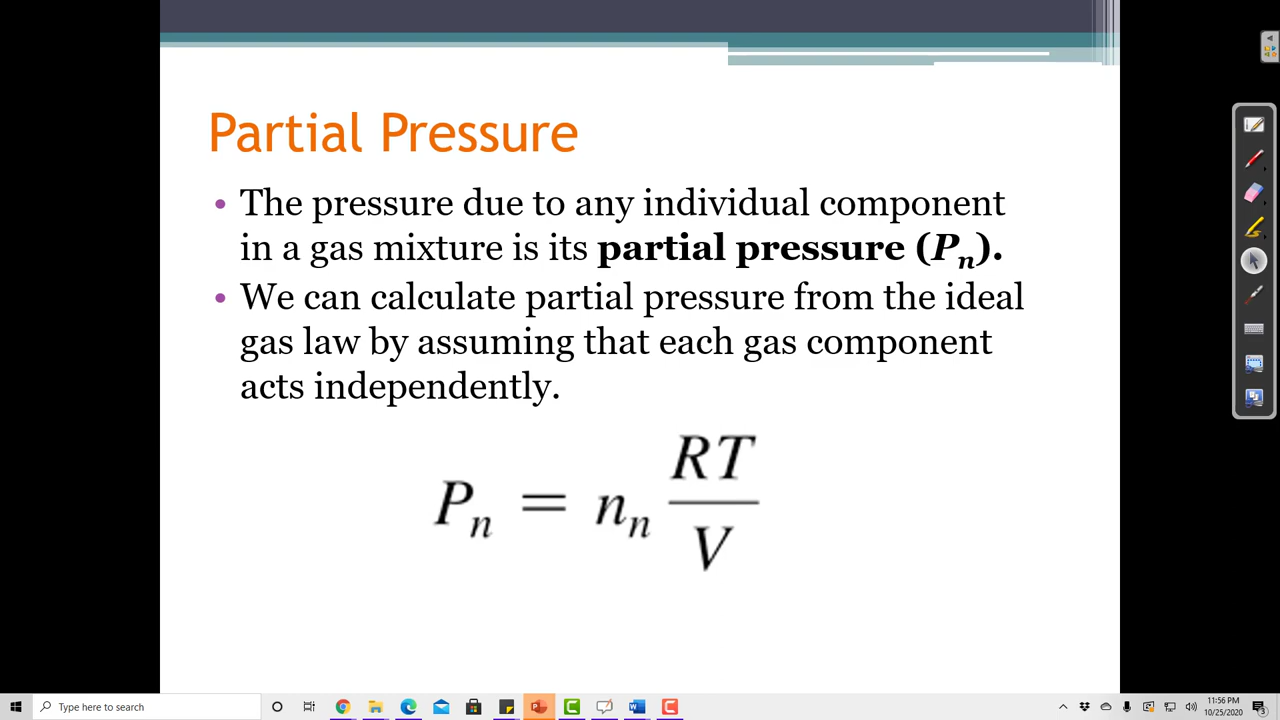 Partial Pressure
• The pressure due to any individual component
in a gas mixture is its partial pressure (Pₙ).
• We can calculate partial pressure from the ideal
gas law by assuming that each gas component
acts independently.
Pₙ = nₙ RT/V
Type here to search
11:56 PM
10/25/2020
3